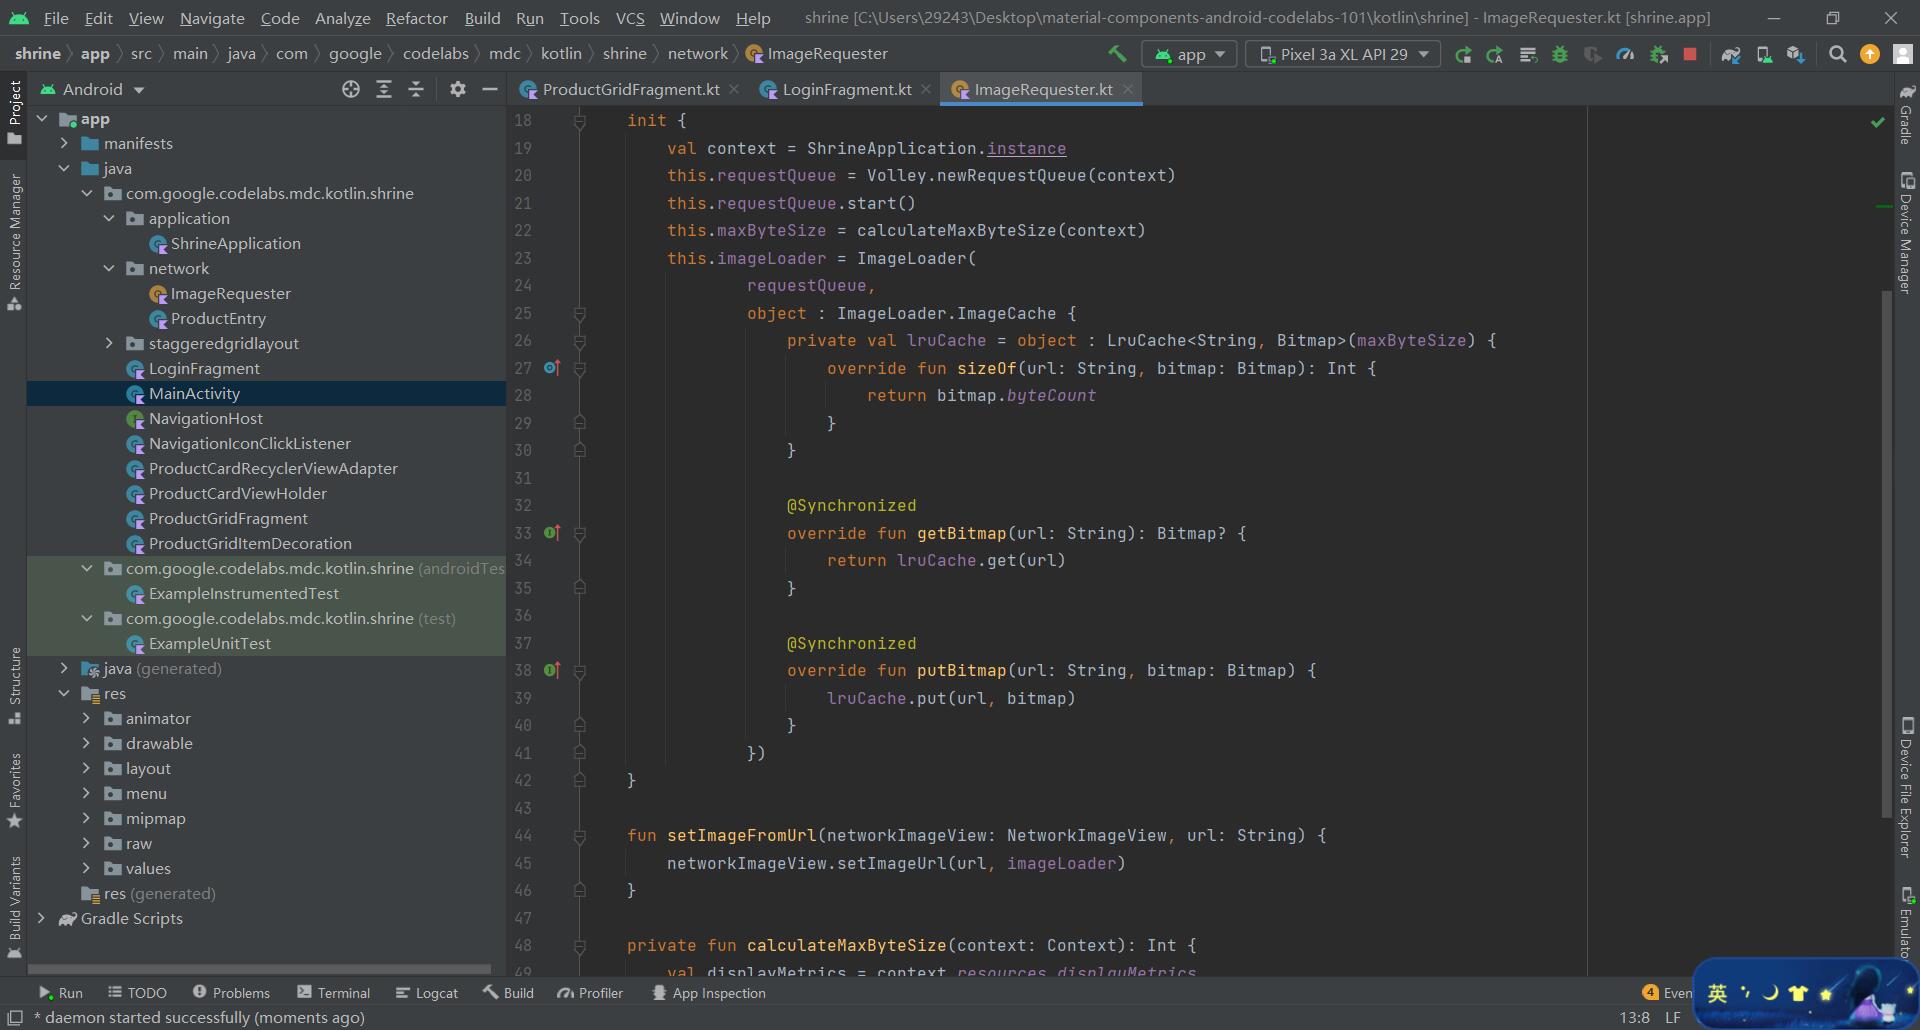 File Edit View Navigate Code Analyze Refactor Build Run Tools VCS Window Help shrine [C:\Users\29243\Desktop\material-components-android-codelabs-101\kotlin\shrine] - ImageRequester.kt [shrine.app]
shrine app src main java com google codelabs mdc kotlin shrine network ImageRequester app Pixel 3a XL API 29
Project
Resource Manager
Structure
Favorites
Build Variants
Android
app
manifests
java
com.google.codelabs.mdc.kotlin.shrine
application
ShrineApplication
network
ImageRequester
ProductEntry
staggeredgridlayout
LoginFragment
MainActivity
NavigationHost
NavigationIconClickListener
ProductCardRecyclerViewAdapter
ProductCardViewHolder
ProductGridFragment
ProductGridItemDecoration
com.google.codelabs.mdc.kotlin.shrine (androidTes
ExampleInstrumentedTest
com.google.codelabs.mdc.kotlin.shrine (test)
ExampleUnitTest
java (generated)
res
animator
drawable
layout
menu
mipmap
raw
values
res (generated)
Gradle Scripts
ProductGridFragment.kt LoginFragment.kt ImageRequester.kt
18 init {
19 val context = ShrineApplication.instance
20 this.requestQueue = Volley.newRequestQueue(context)
21 this.requestQueue.start()
22 this.maxByteSize = calculateMaxByteSize(context)
23 this.imageLoader = ImageLoader(
24 requestQueue,
25 object : ImageLoader.ImageCache {
26 private val lruCache = object : LruCache<String, Bitmap>(maxByteSize) {
27 override fun sizeOf(url: String, bitmap: Bitmap): Int {
28 return bitmap.byteCount
29 }
30 }
31
32 @Synchronized
33 override fun getBitmap(url: String): Bitmap? {
34 return lruCache.get(url)
35 }
36
37 @Synchronized
38 override fun putBitmap(url: String, bitmap: Bitmap) {
39 lruCache.put(url, bitmap)
40 }
41 })
42 }
43
44 fun setImageFromUrl(networkImageView: NetworkImageView, url: String) {
45 networkImageView.setImageUrl(url, imageLoader)
46 }
47
48 private fun calculateMaxByteSize(context: Context): Int {
49 val displayMetrics = context.resources.displayMetrics
Gradle
Device Manager
Device File Explorer
Emulato
Run TODO Problems Terminal Logcat Build Profiler App Inspection 4 Even
英
* daemon started successfully (moments ago) 13:8 LF